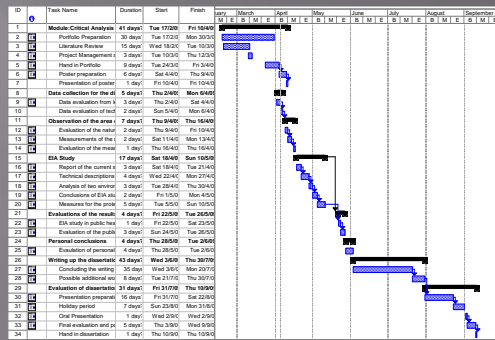 ID Task Name Duration Start Finish March April May June July August September
B M E B M E B M E B M E B M E B M E B M
1 Module:Critical Analysis 41 days? Tue 17/2/0 Fri 10/4/0
2 Portfolio Preparation 30 days? Tue 17/2/0 Mon 30/3/0
3 Literature Review 15 days? Wed 18/2/0 Tue 10/3/0
4 Project Management 3 days? Tue 10/3/0 Thu 12/3/0
5 Hand in Portfolio 9 days? Tue 24/3/0 Fri 3/4/0
6 Poster preparation 6 days? Sat 4/4/0 Thu 9/4/0
7 Presentation of poster 1 day? Fri 10/4/0 Fri 10/4/0
8 Data collection for the di 5 days? Thu 2/4/0 Mon 6/4/0
9 Data evaluation from 3 days? Thu 2/4/0 Sat 4/4/0
10 Data evaluation of tec 2 days? Sun 5/4/0 Mon 6/4/0
11 Observation of the area 7 days? Thu 9/4/0 Thu 16/4/0
12 Evaluation of the natur 2 days? Thu 9/4/0 Fri 10/4/0
13 Measurements of the 2 days? Sat 11/4/0 Mon 13/4/0
14 Evaluation of the mea 1 day? Thu 16/4/0 Thu 16/4/0
15 EIA Study 17 days? Sat 18/4/0 Sun 10/5/0
16 Report of the current 3 days? Sat 18/4/0 Tue 21/4/0
17 Technical descriptions 4 days? Wed 22/4/ Mon 27/4/0
18 Analysis of two environ 3 days? Tue 28/4/0 Thu 30/4/0
19 Conclusions of EIA stu 2 days? Fri 1/5/0 Mon 4/5/0
20 Measures for the prote 5 days? Tue 5/5/0 Sun 10/5/0
21 Evaluations of the result 4 days? Fri 22/5/0 Tue 26/5/0
22 EIA study in public hea 1 day? Fri 22/5/0 Sat 23/5/0
23 Evaluation of the publi 3 days? Sun 24/5/0 Tue 26/5/0
24 Personal conclusions 4 days? Thu 28/5/0 Tue 2/6/0
25 Evaulation of personal 4 days? Thu 28/5/0 Tue 2/6/0
26 Writing up the dissertati 43 days? Wed 3/6/0 Thu 30/7/0
27 Concluding the writing 35 days? Wed 3/6/0 Mon 20/7/0
28 Possible additional wo 8 days? Tue 21/7/0 Thu 30/7/0
29 Evaluation of dissertatio 31 days? Fri 31/7/0 Thu 10/9/0
30 Presentation preparati 16 days? Fri 31/7/0 Sat 22/8/0
31 Holiday period 7 days? Sun 23/8/0 Mon 31/8/0
32 Oral Presentation 1 day? Wed 2/9/0 Wed 2/9/0
33 Final evaluation and po 5 days? Thu 3/9/0 Wed 9/9/0
34 Hand in dissertation 1 day? Thu 10/9/0 Thu 10/9/0